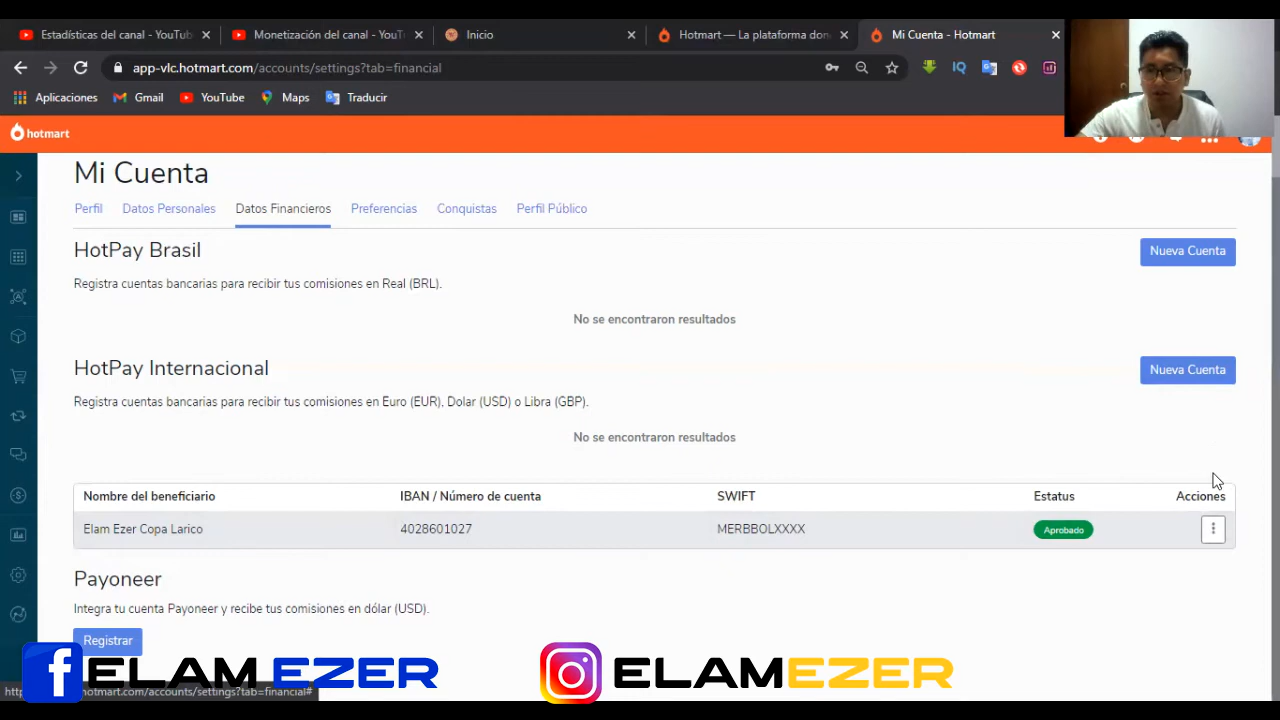 Estadísticas del canal - YouTub
Monetización del canal - YouT
Inicio
Hotmart — La plataforma don
Mi Cuenta - Hotmart
app-vlc.hotmart.com/accounts/settings?tab=financial
Aplicaciones
Gmail
YouTube
Maps
Traducir
hotmart
Mi Cuenta
Perfil
Datos Personales
Datos Financieros
Preferencias
Conquistas
Perfil Público
HotPay Brasil
Nueva Cuenta
Registra cuentas bancarias para recibir tus comisiones en Real (BRL).
No se encontraron resultados
HotPay Internacional
Nueva Cuenta
Registra cuentas bancarias para recibir tus comisiones en Euro (EUR), Dolar (USD) o Libra (GBP).
No se encontraron resultados
Nombre del beneficiario
IBAN / Número de cuenta
SWIFT
Estatus
Acciones
Elam Ezer Copa Larico
4028601027
MERBBOLXXXX
Aprobado
Payoneer
Integra tu cuenta Payoneer y recibe tus comisiones en dólar (USD).
Registrar
ELAM EZER
ELAMEZER
hotmart.com/accounts/settings?tab=financial#